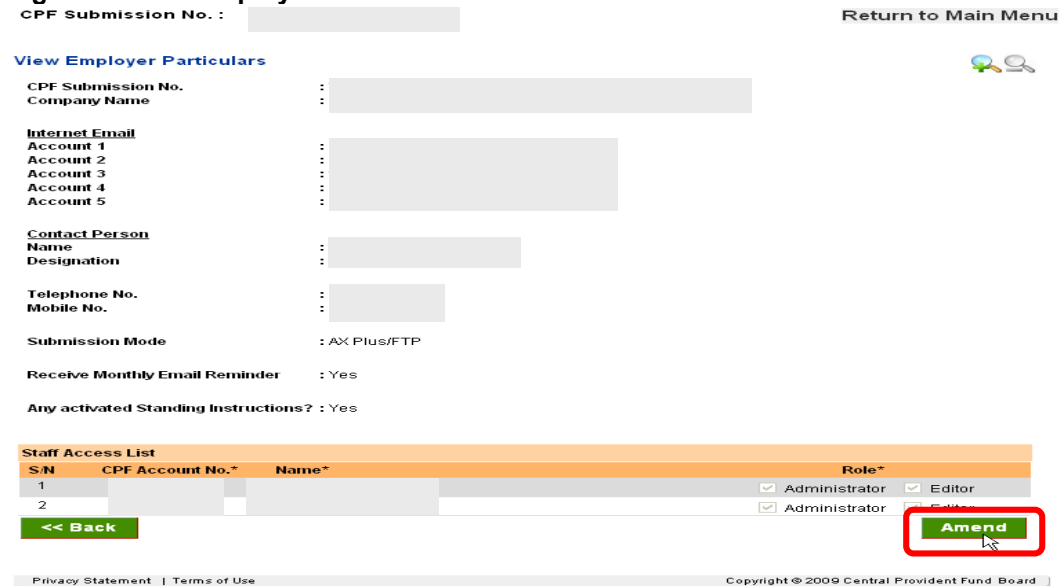 CPF Submission No. :
Return to Main Menu
View Employer Particulars
CPF Submission No. :
Company Name :
Internet Email
Account 1 :
Account 2 :
Account 3 :
Account 4 :
Account 5 :
Contact Person
Name :
Designation :
Telephone No. :
Mobile No. :
Submission Mode : AX Plus/FTP
Receive Monthly Email Reminder : Yes
Any activated Standing Instructions? : Yes
Staff Access List
S/N CPF Account No.* Name* Role*
1 Administrator Editor
2 Administrator Editor
<< Back Amend
Privacy Statement | Terms of Use Copyright © 2009 Central Provident Fund Board